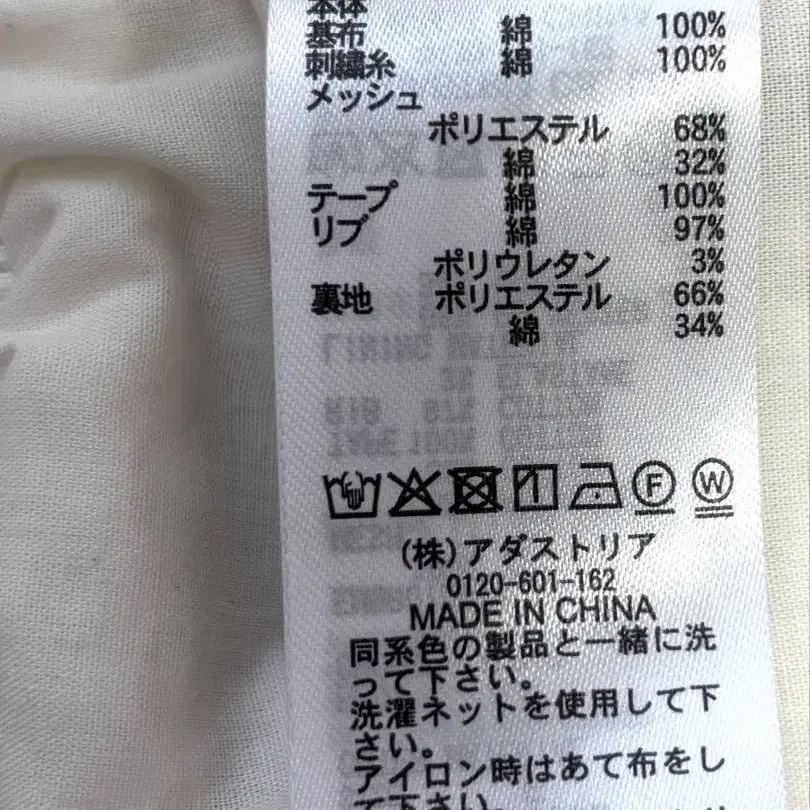 本体
基布 綿 100%
刺繍糸 綿 100%
メッシュ
ポリエステル 68%
綿 32%
テープ 綿 100%
リブ 綿 97%
ポリウレタン 3%
裏地 ポリエステル 66%
綿 34%
F W
(株)アダストリア
0120-601-162
MADE IN CHINA
同系色の製品と一緒に洗
って下さい。
洗濯ネットを使用して下
さい。
アイロン時はあて布をし
て下さい。